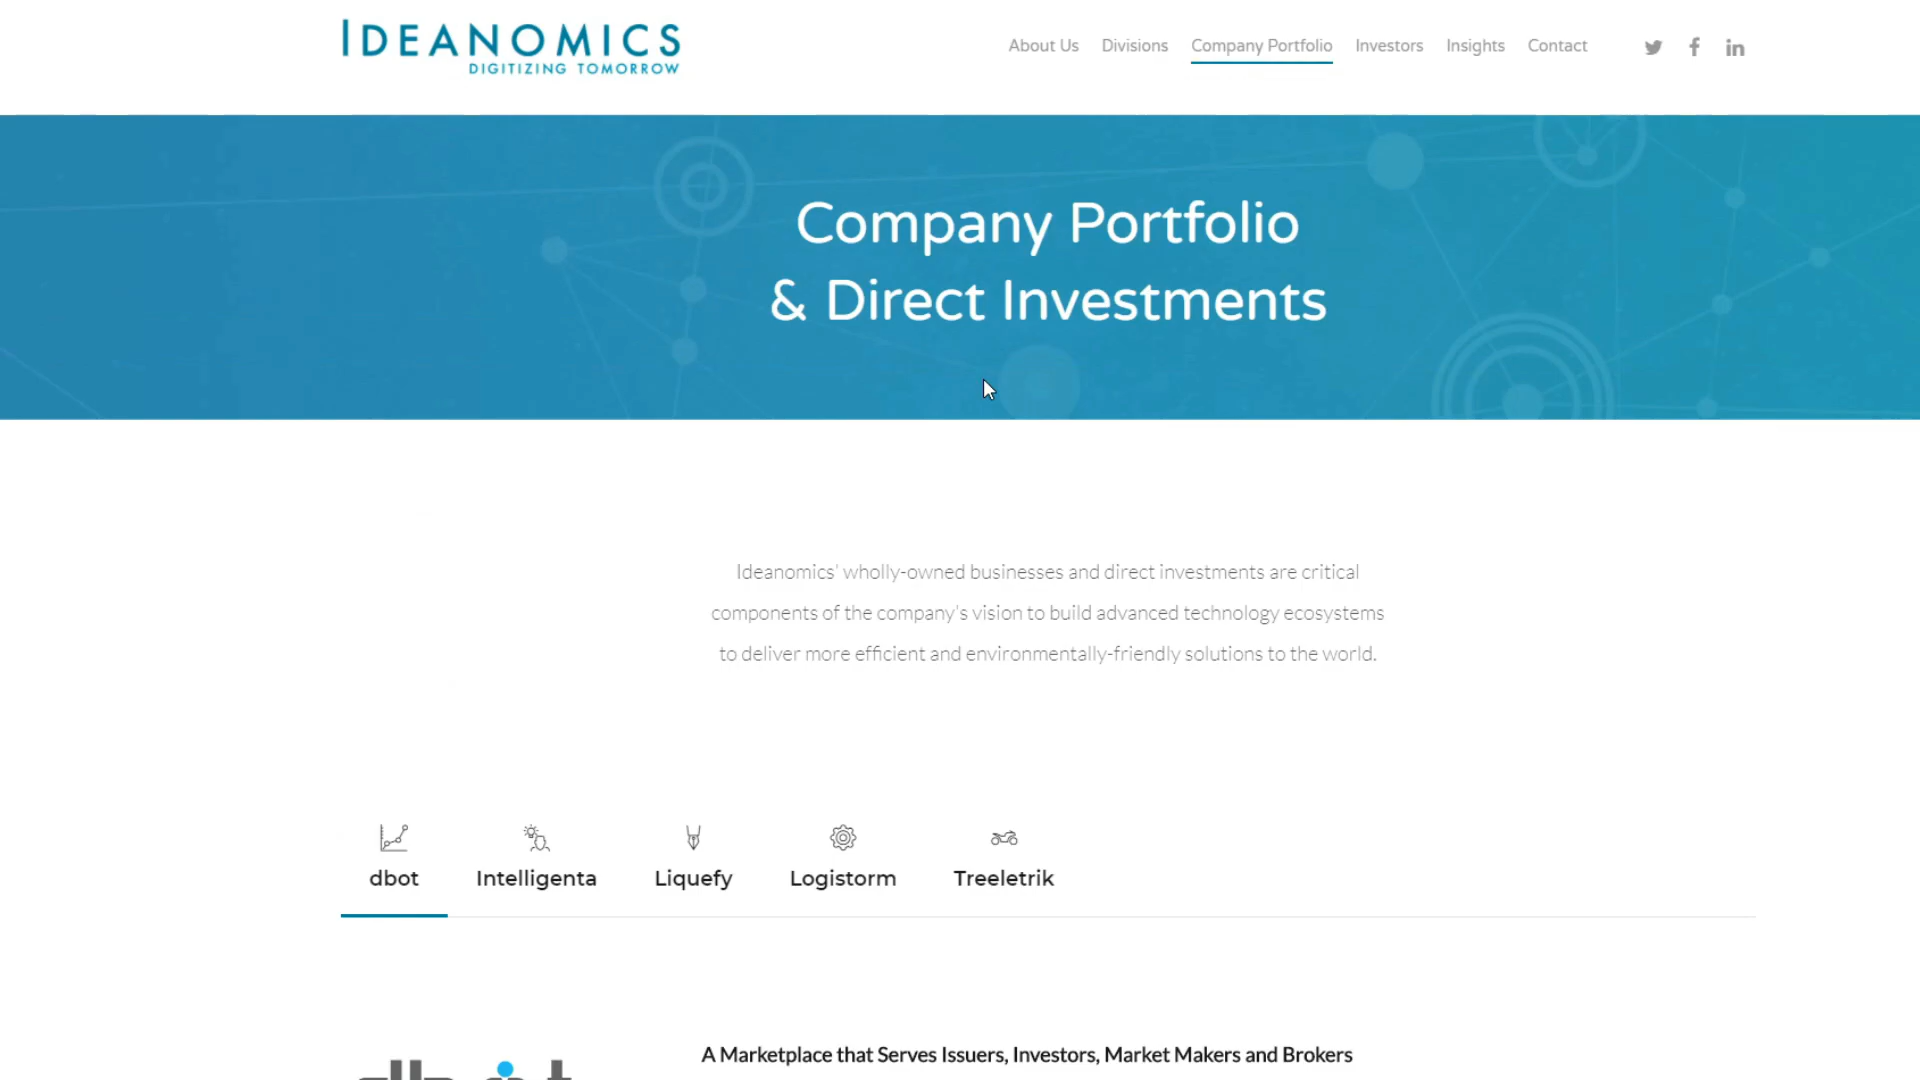 IDEANOMICS
DIGITIZING TOMORROW
About Us Divisions Company Portfolio Investors Insights Contact
Company Portfolio
& Direct Investments
Ideanomics' wholly-owned businesses and direct investments are critical
components of the company's vision to build advanced technology ecosystems
to deliver more efficient and environmentally-friendly solutions to the world.
dbot Intelligenta Liquefy Logistorm Treeletrik
A Marketplace that Serves Issuers, Investors, Market Makers and Brokers